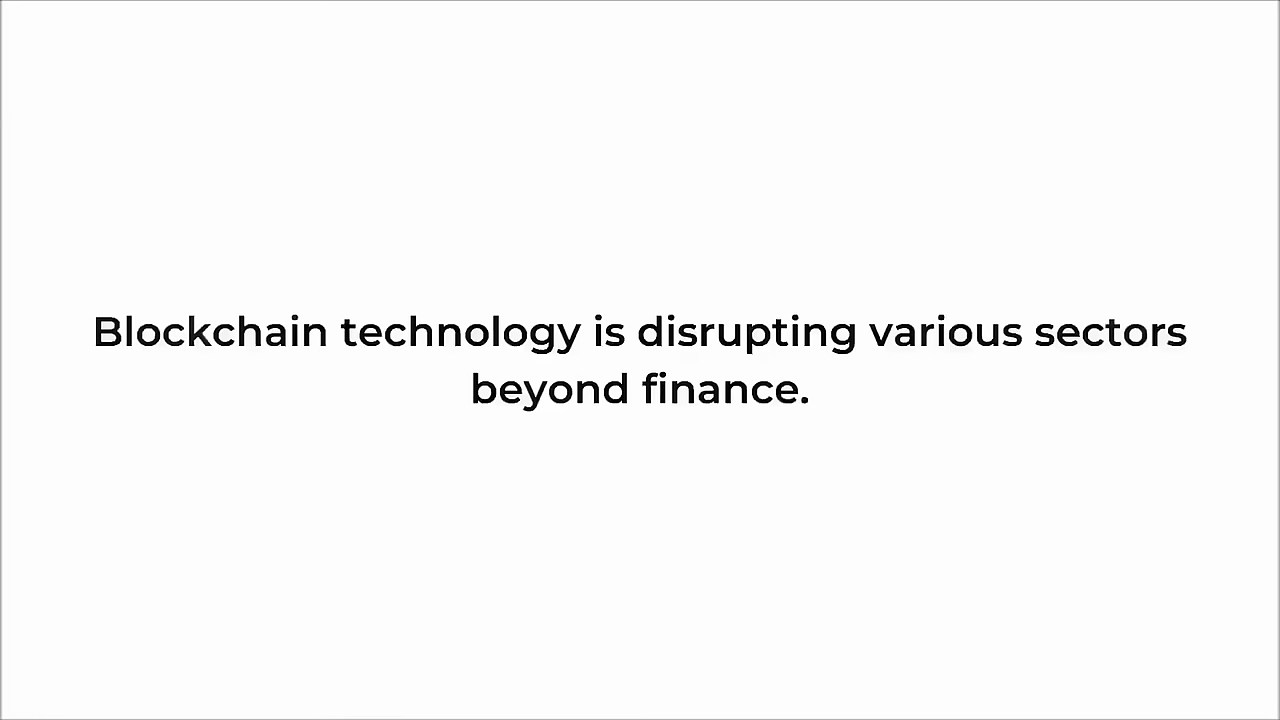 Blockchain technology is disrupting various sectors
beyond finance.